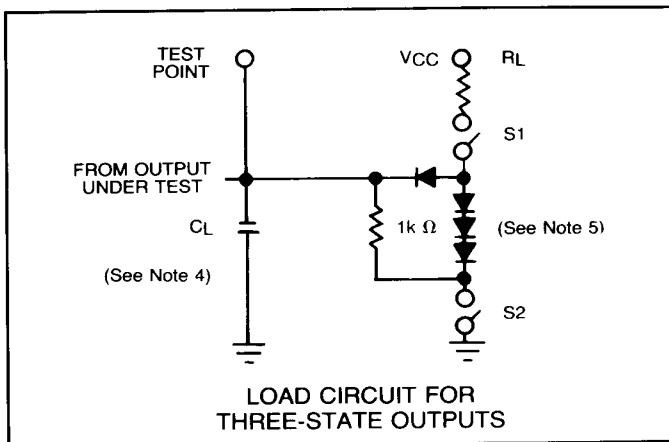 TEST
POINT
VCC RL
S1
FROM OUTPUT
UNDER TEST
CL
1k Ω
(See Note 5)
(See Note 4)
S2
LOAD CIRCUIT FOR
THREE-STATE OUTPUTS